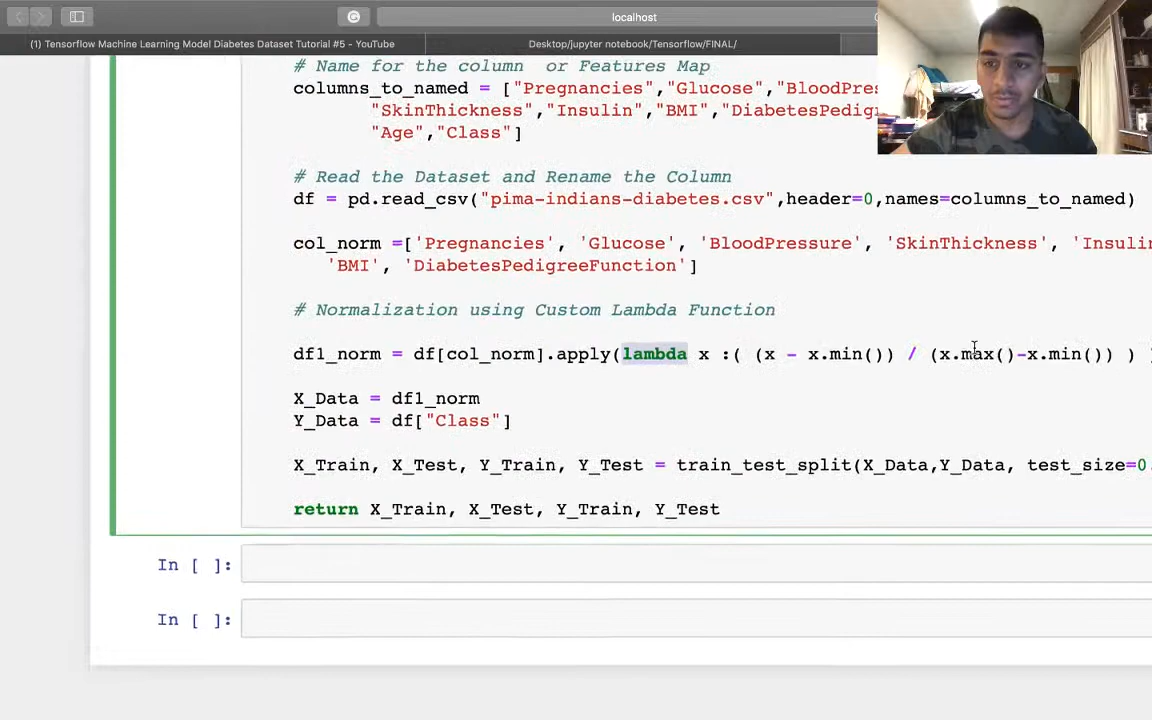 localhost
(1) Tensorflow Machine Learning Model Diabetes Dataset Tutorial #5 - YouTube
Desktop/jupyter notebook/Tensorflow/FINAL/
# Name for the column  or Features Map
columns_to_named = ["Pregnancies","Glucose","BloodPres
"SkinThickness","Insulin","BMI","DiabetesPedig
"Age","Class"]
# Read the Dataset and Rename the Column
df = pd.read_csv("pima-indians-diabetes.csv",header=0,names=columns_to_named)
col_norm =['Pregnancies', 'Glucose', 'BloodPressure', 'SkinThickness', 'Insulin
'BMI', 'DiabetesPedigreeFunction']
# Normalization using Custom Lambda Function
df1_norm = df[col_norm].apply(lambda x :( (x - x.min()) / (x.max()-x.min()) ) )
X_Data = df1_norm
Y_Data = df["Class"]
X_Train, X_Test, Y_Train, Y_Test = train_test_split(X_Data,Y_Data, test_size=0.
return X_Train, X_Test, Y_Train, Y_Test
In [ ]:
In [ ]: